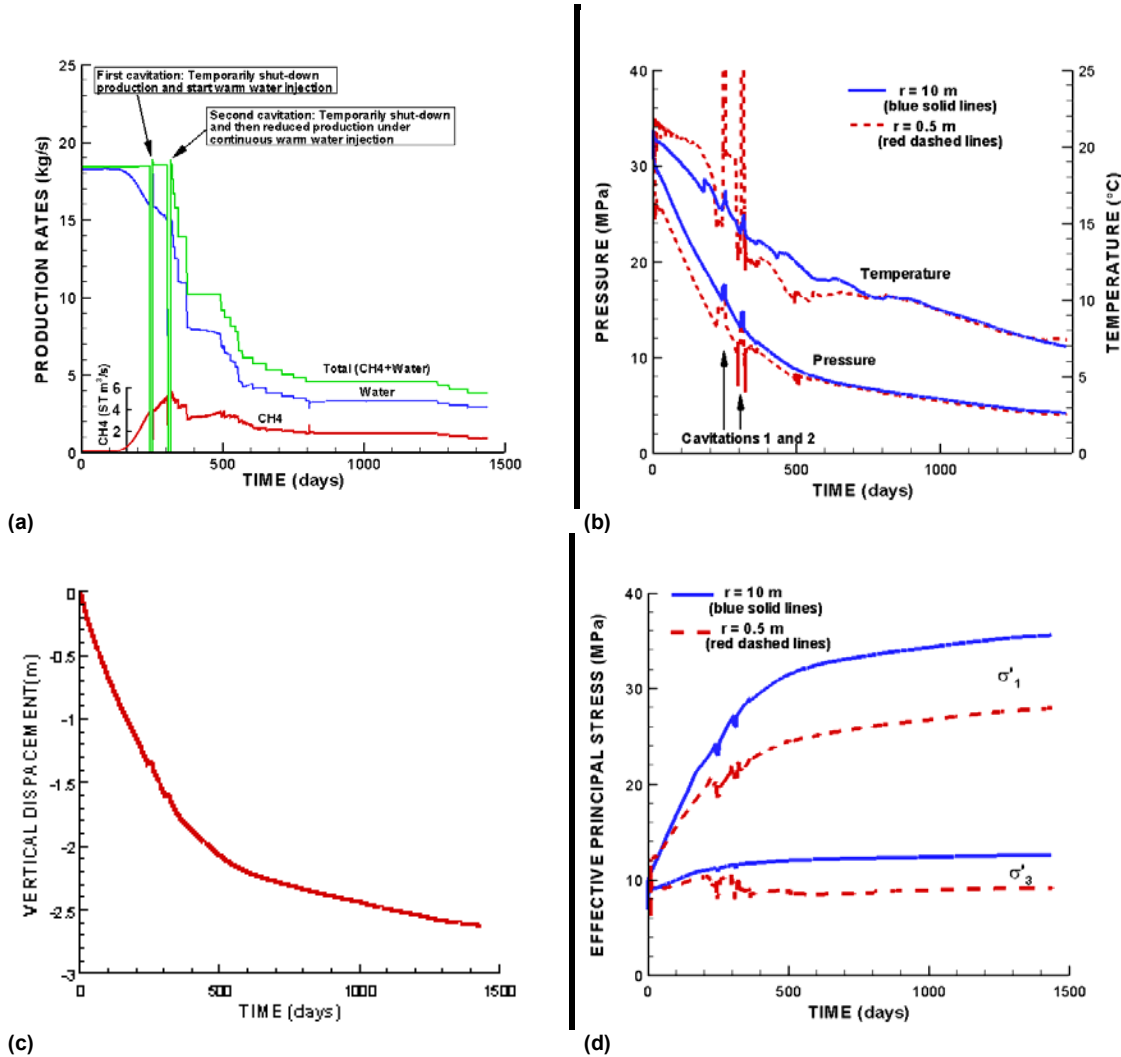 25
20
15
10
5
0
PRODUCTION RATES (kg/s)
First cavitation: Temporarily shut-down
production and start warm water injection
Second cavitation: Temporarily shut-down
and then reduced production under
continuous warm water injection
CH4 (ST m³/s)
6
4
2
Total (CH4+Water)
Water
CH4
0
500
1000
1500
TIME (days)
(a)
40
30
20
10
0
PRESSURE (MPa)
r = 10 m
(blue solid lines)
r = 0.5 m
(red dashed lines)
Temperature
Pressure
Cavitations 1 and 2
25
20
15
10
5
0
TEMPERATURE (°C)
0
500
1000
TIME (days)
(b)
-0.5
-1
-1.5
-2
-2.5
-3
VERTICAL DISPACEMENT(m)
500
1000
1500
TIME (days)
(c)
40
30
20
10
0
EFFECTIVE PRINCIPAL STRESS (MPa)
r = 10 m
(blue solid lines)
r = 0.5 m
(red dashed lines)
σ'1
σ'3
0
500
1000
1500
TIME (days)
(d)